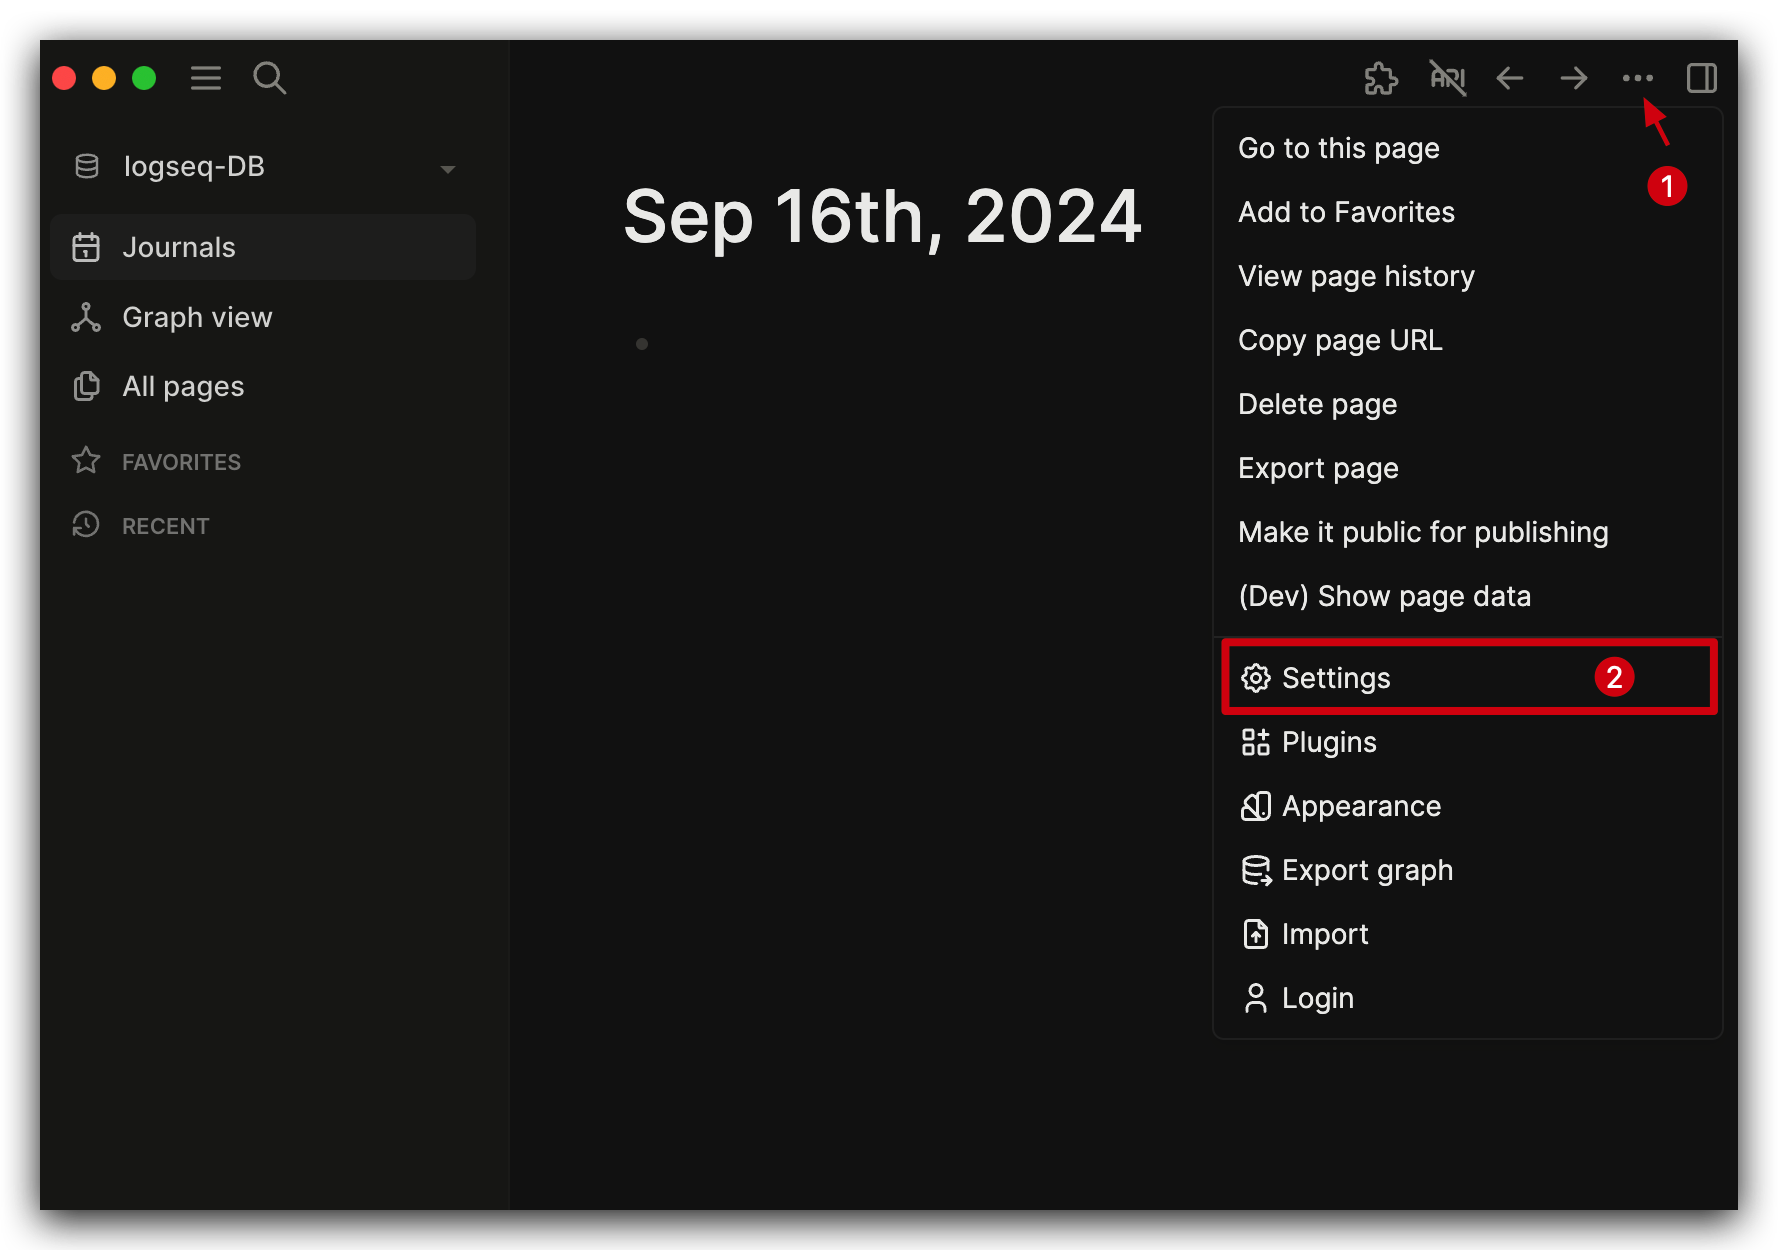 logseq-DB
Journals
Graph view
All pages
FAVORITES
RECENT
Sep 16th, 2024
API
1
Go to this page
Add to Favorites
View page history
Copy page URL
Delete page
Export page
Make it public for publishing
(Dev) Show page data
Settings 2
Plugins
Appearance
Export graph
Import
Login